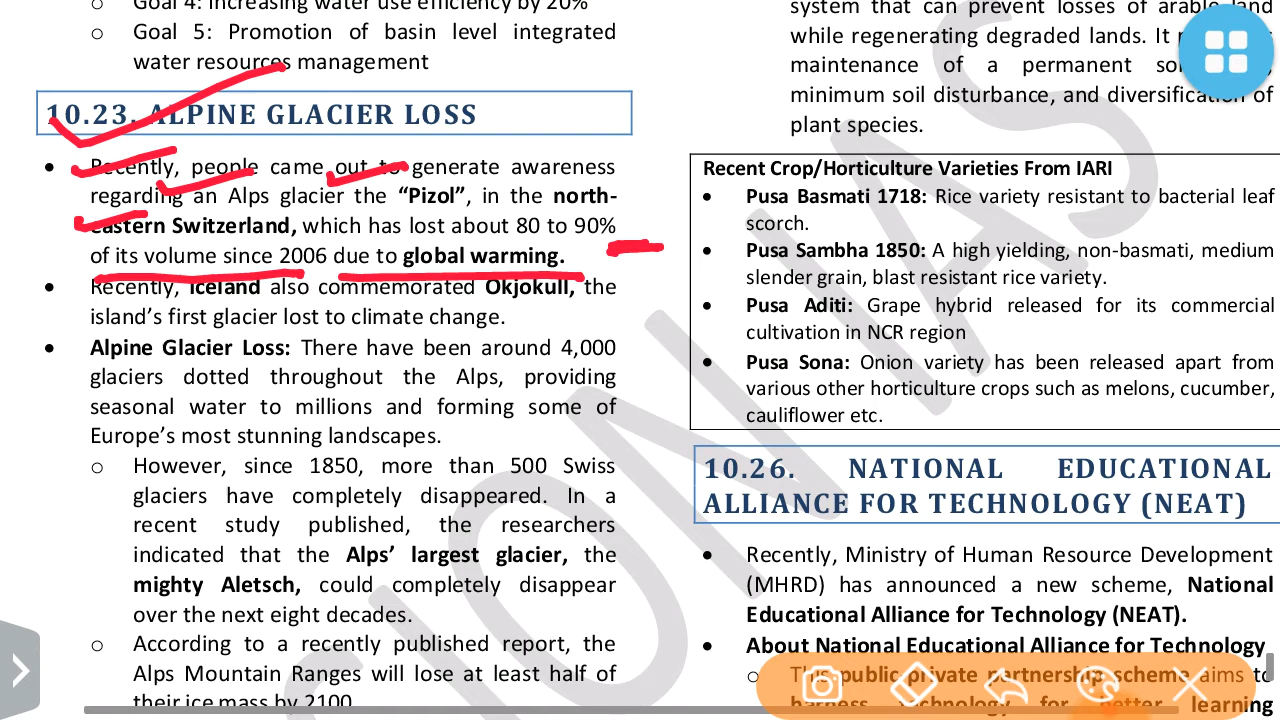 Goal 4: Increasing water use efficiency by 20%
Goal 5: Promotion of basin level integrated
water resources management
10.23. ALPINE GLACIER LOSS
Recently, people came out to generate awareness
regarding an Alps glacier the “Pizol”, in the north-
eastern Switzerland, which has lost about 80 to 90%
of its volume since 2006 due to global warming.
Recently, Iceland also commemorated Okjokull, the
island’s first glacier lost to climate change.
Alpine Glacier Loss: There have been around 4,000
glaciers dotted throughout the Alps, providing
seasonal water to millions and forming some of
Europe’s most stunning landscapes.
However, since 1850, more than 500 Swiss
glaciers have completely disappeared. In a
recent study published, the researchers
indicated that the Alps’ largest glacier, the
mighty Aletsch, could completely disappear
over the next eight decades.
According to a recently published report, the
Alps Mountain Ranges will lose at least half of
their ice mass by 2100
system that can prevent losses of arable land
while regenerating degraded lands. It
maintenance of a permanent
minimum soil disturbance, and diversification of
plant species.
Recent Crop/Horticulture Varieties From IARI
Pusa Basmati 1718: Rice variety resistant to bacterial leaf
scorch.
Pusa Sambha 1850: A high yielding, non-basmati, medium
slender grain, blast resistant rice variety.
Pusa Aditi: Grape hybrid released for its commercial
cultivation in NCR region
Pusa Sona: Onion variety has been released apart from
various other horticulture crops such as melons, cucumber,
cauliflower etc.
10.26. NATIONAL EDUCATIONAL
ALLIANCE FOR TECHNOLOGY (NEAT)
Recently, Ministry of Human Resource Development
(MHRD) has announced a new scheme, National
Educational Alliance for Technology (NEAT).
About National Educational Alliance for Technology
This public private partnership scheme aims to
harness technology for better learning